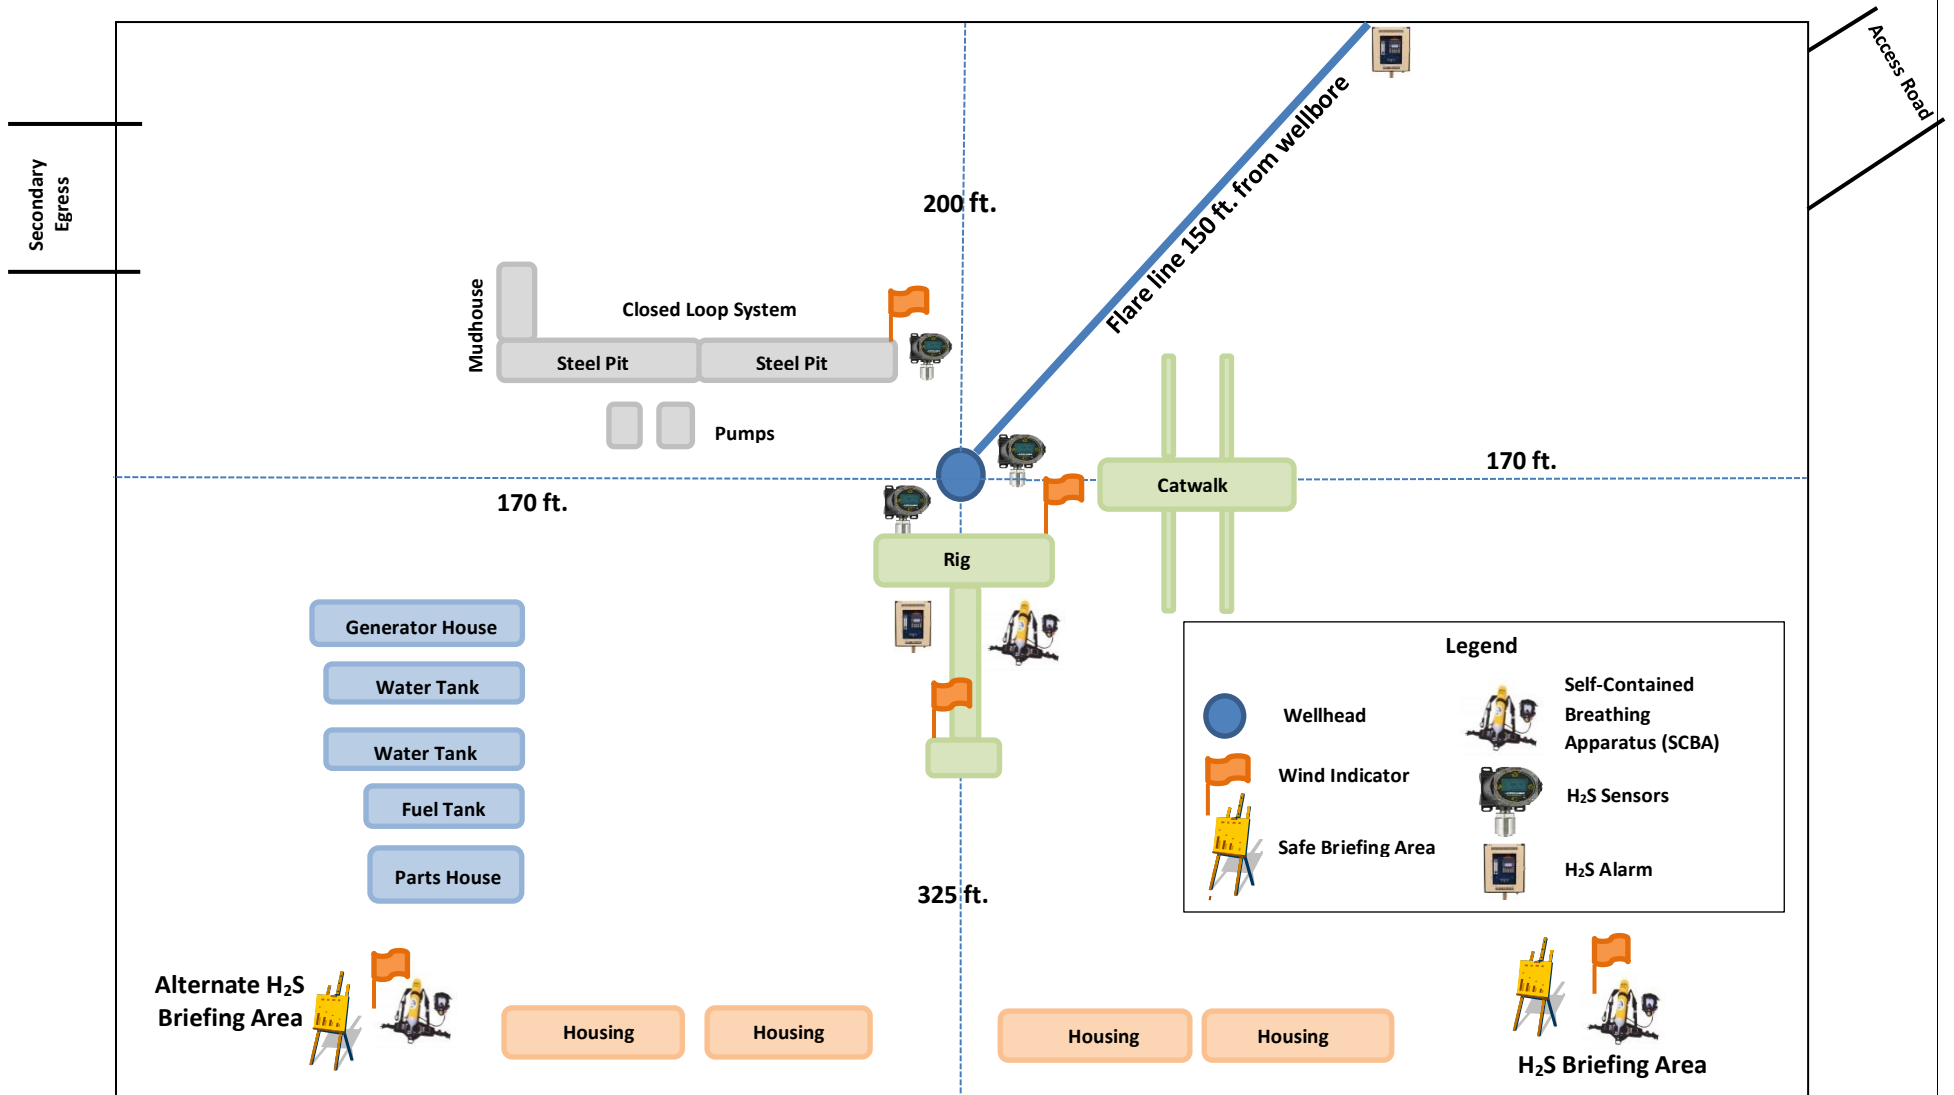 Access Road
Secondary
Egress
200 ft.
Flare line 150 ft. from wellbore
Mudhouse
Closed Loop System
Steel Pit
Steel Pit
Pumps
170 ft.
170 ft.
Catwalk
Rig
Generator House
Water Tank
Water Tank
Fuel Tank
Parts House
325 ft.
Legend
Wellhead
Wind Indicator
Safe Briefing Area
Self-Contained
Breathing
Apparatus (SCBA)
H₂S Sensors
H₂S Alarm
Alternate H₂S
Briefing Area
Housing
Housing
Housing
Housing
H₂S Briefing Area